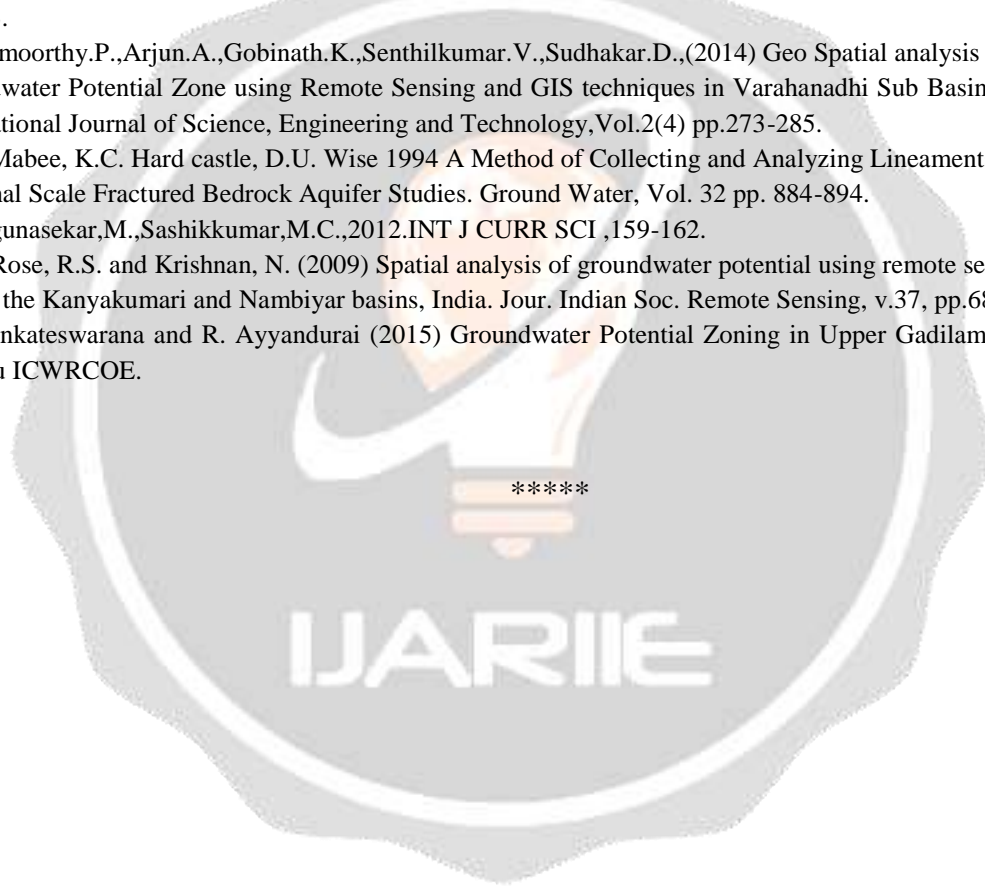 .
moorthy.P.,Arjun.A.,Gobinath.K.,Senthilkumar.V.,Sudhakar.D.,(2014) Geo Spatial analysis
water Potential Zone using Remote Sensing and GIS techniques in Varahanadhi Sub Basin
tional Journal of Science, Engineering and Technology,Vol.2(4) pp.273-285.
Mabee, K.C. Hard castle, D.U. Wise 1994 A Method of Collecting and Analyzing Lineament
nal Scale Fractured Bedrock Aquifer Studies. Ground Water, Vol. 32 pp. 884-894.
gunasekar,M.,Sashikkumar,M.C.,2012.INT J CURR SCI ,159-162.
Rose, R.S. and Krishnan, N. (2009) Spatial analysis of groundwater potential using remote se
the Kanyakumari and Nambiyar basins, India. Jour. Indian Soc. Remote Sensing, v.37, pp.68
nkateswarana and R. Ayyandurai (2015) Groundwater Potential Zoning in Upper Gadilam
u ICWRCOE.
*****
IJARIIE